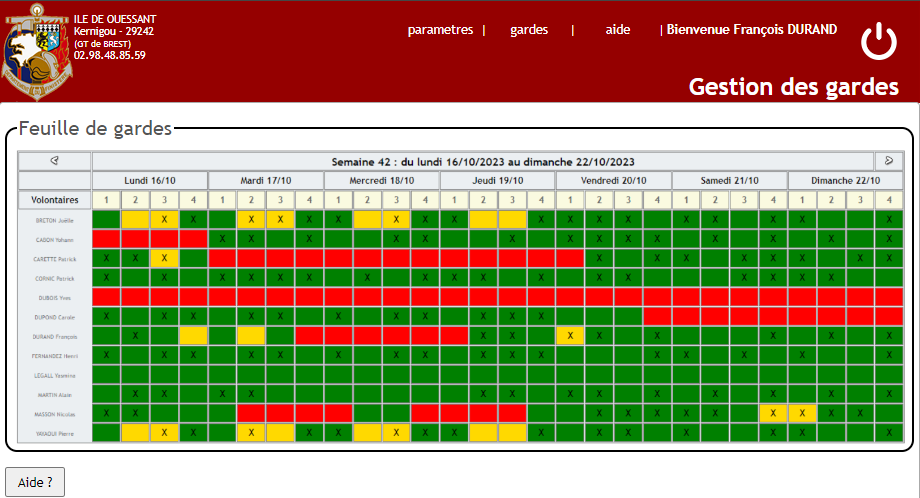 ILE DE OUESSANT
Kernigou - 29242
(GT de BREST)
02.98.48.85.59
parametres | gardes | aide | Bienvenue François DURAND
Gestion des gardes
Feuille de gardes
Semaine 42 : du lundi 16/10/2023 au dimanche 22/10/2023
Lundi 16/10 Mardi 17/10 Mercredi 18/10 Jeudi 19/10 Vendredi 20/10 Samedi 21/10 Dimanche 22/10
Volontaires 1 2 3 4 1 2 3 4 1 2 3 4 1 2 3 4 1 2 3 4 1 2 3 4 1 2 3 4
BRETON Joëlle X X X X X X X X X X X X X X X X X X X
CADON Yohann X X X X X X X X X X X X X
CARETTE Patrick X X X X X X X X X X X
CORNIC Patrick X X X X X X X X X X X X X X X X X X
DUBOIS Yves
DUPOND Carole X X X X X X X X X X X
DURAND François X X X X X X X X X
FERNANDEZ Henri X X X X X X X X X X X X X X X X
LEGALL Yasmina
MARTIN Alain X X X X X X X X X X X X
MASSON Nicolas X X X X X X X X X X X
Pierre X X X X X X X X X X X X X X X X X
Aide ?